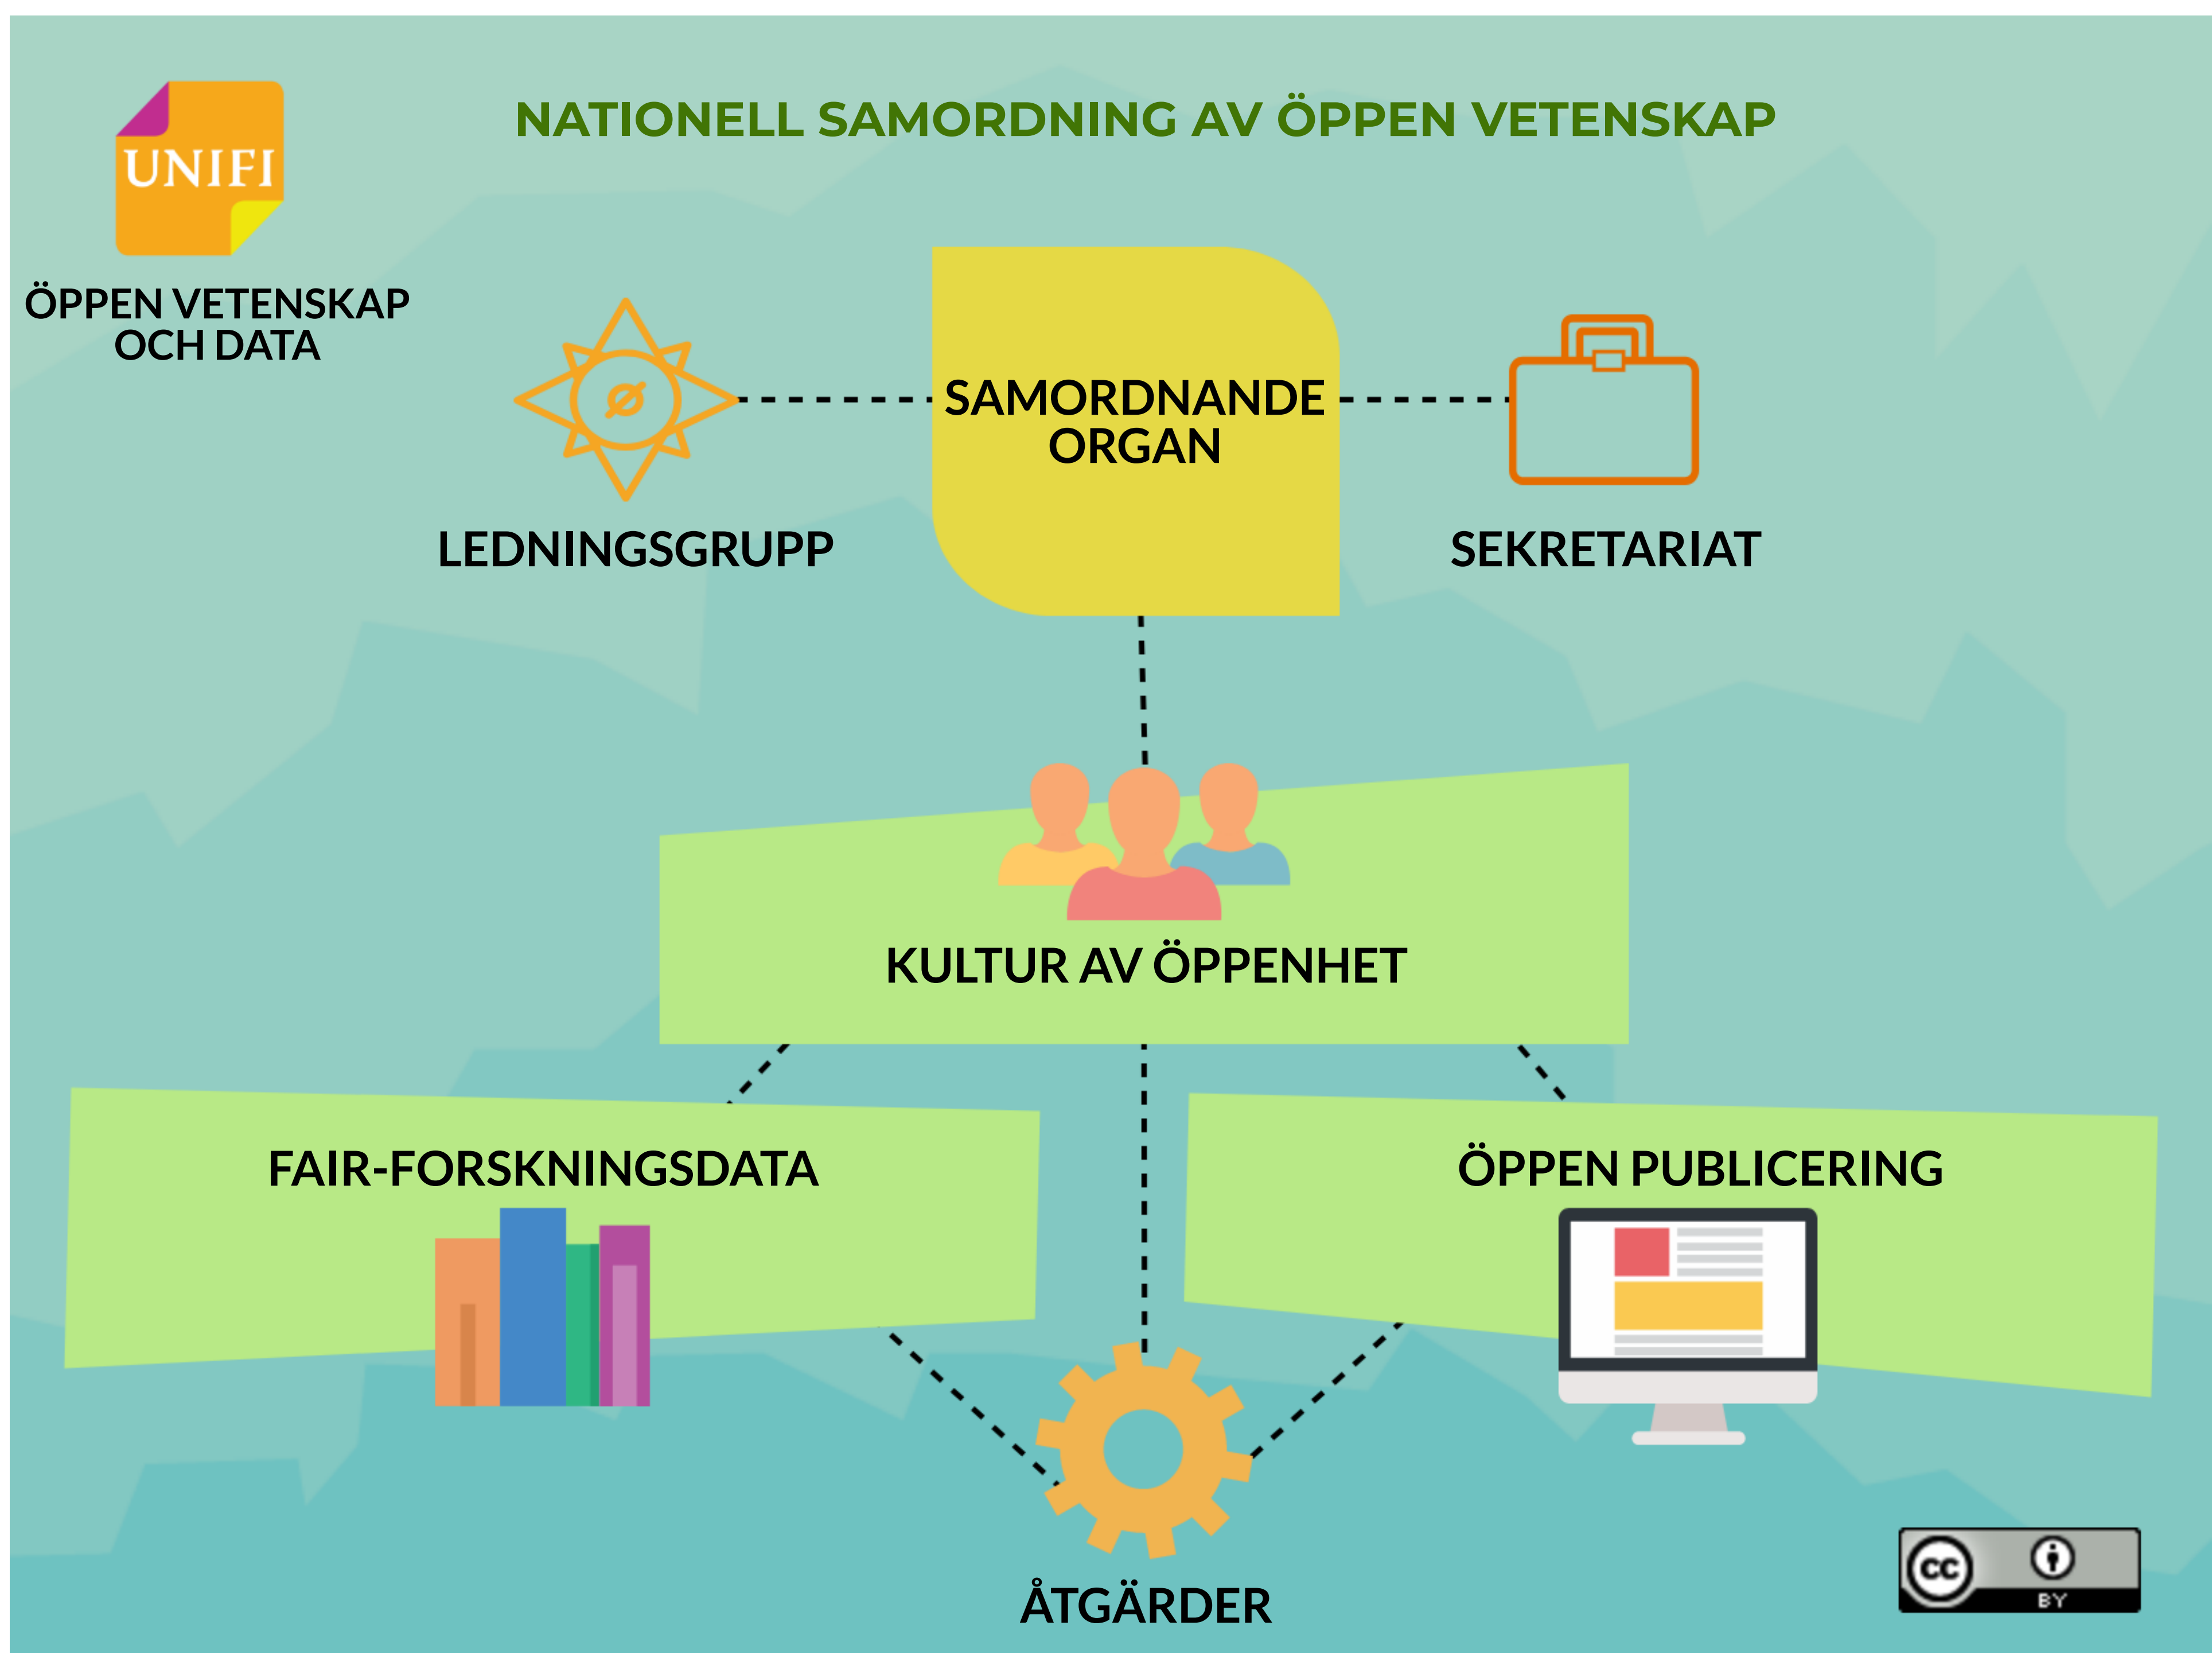 NATIONELL SAMORDNING AV ÖPPEN VETENSKAP
UNIFI
ÖPPEN VETENSKAP
OCH DATA
SAMORDNANDE
ORGAN
LEDNINGSGRUPP
SEKRETARIAT
KULTUR AV ÖPPENHET
FAIR-FORSKNINGSDATA
ÖPPEN PUBLICERING
ÅTGÄRDER
cc
BY